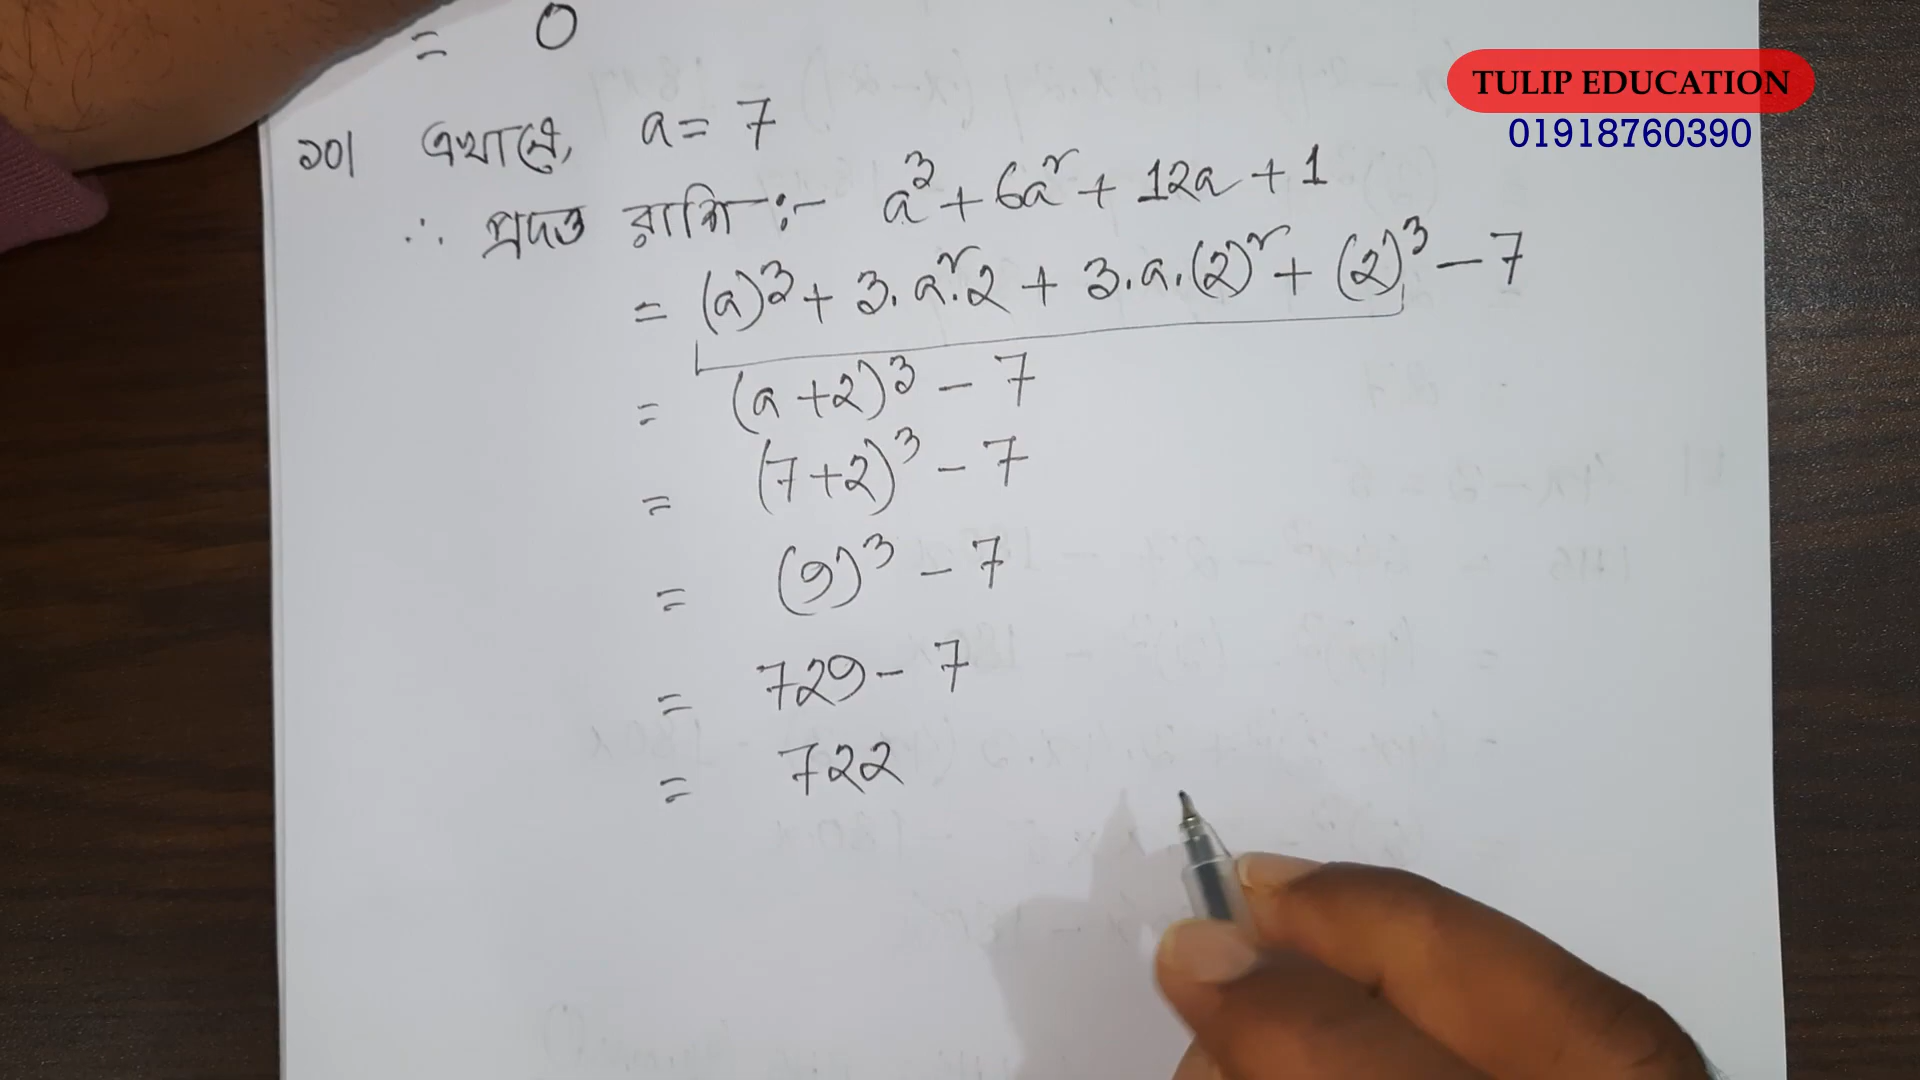 = 0
TULIP EDUCATION
01918760390
১০। এখানে, a = 7
∴ প্রদত্ত রাশি :- a³ + 6a² + 12a + 1
= (a)³ + 3.a².2 + 3.a.(2)² + (2)³ - 7
= (a+2)³ - 7
= (7+2)³ - 7
= (9)³ - 7
= 729 - 7
= 722